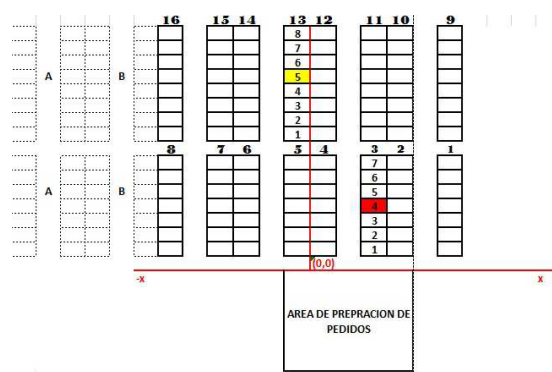 16 15 14 13 12 11 10 9
8
7
6
A B 5
4
3
2
1
8 7 6 5 4 3 2 1
7
6
A B 5
4
3
2
1
(0,0)
-x x
AREA DE PREPRACION DE
PEDIDOS